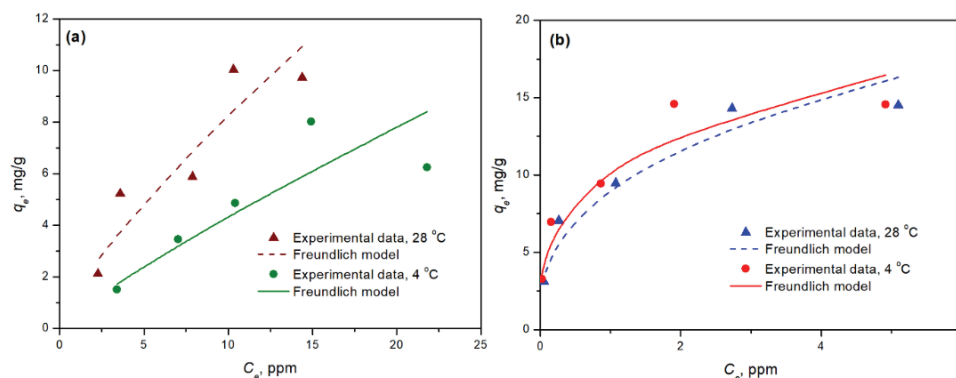 (a)
12
10
8
6
4
2
0
qe, mg/g
Experimental data, 28 °C
Freundlich model
Experimental data, 4 °C
Freundlich model
0 5 10 15 20 25
Ce, ppm
(b)
20
15
10
5
0
qe, mg/g
Experimental data, 28 °C
Freundlich model
Experimental data, 4 °C
Freundlich model
0 2 4
C, ppm